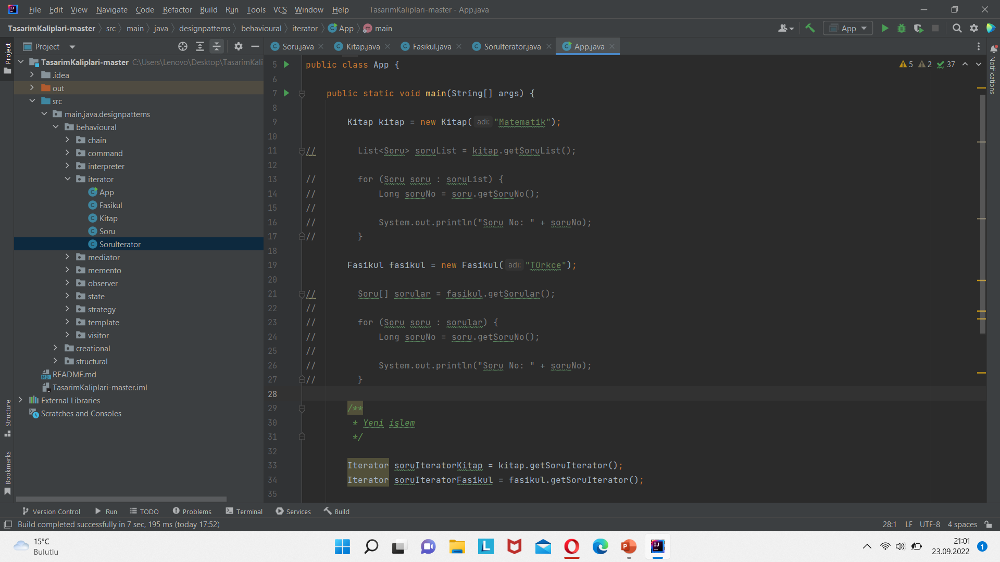 File Edit View Navigate Code Refactor Build Run Tools VCS Window Help TasarimKaliplari-master - App.java
TasarimKaliplari-master src main java designpatterns behavioural iterator App main
App
Project
Soru.java Kitap.java Fasikul.java SoruIterator.java App.java
Project
Notifications
Structure
Bookmarks
TasarimKaliplari-master C:\Users\Lenovo\Desktop\TasarimKali
.idea
out
src
main.java.designpatterns
behavioural
chain
command
interpreter
iterator
App
Fasikul
Kitap
Soru
SoruIterator
mediator
memento
observer
state
strategy
template
visitor
creational
structural
README.md
TasarimKaliplari-master.iml
External Libraries
Scratches and Consoles
5 2 37
5 public class App {
6
7 public static void main(String[] args) {
8
9 Kitap kitap = new Kitap( adi: "Matematik");
10
11 // List<Soru> soruList = kitap.getSoruList();
12
13 // for (Soru soru : soruList) {
14 // Long soruNo = soru.getSoruNo();
15 //
16 // System.out.println("Soru No: " + soruNo);
17 // }
18
19 Fasikul fasikul = new Fasikul( adi: "Türkce");
20
21 // Soru[] sorular = fasikul.getSorular();
22 //
23 // for (Soru soru : sorular) {
24 // Long soruNo = soru.getSoruNo();
25 //
26 // System.out.println("Soru No: " + soruNo);
27 // }
28
29 /**
30 * Yeni işlem
31 */
32
33 Iterator soruIteratorKitap = kitap.getSoruIterator();
34 Iterator soruIteratorFasikul = fasikul.getSoruIterator();
35
Version Control Run TODO Problems Terminal Services Build
Build completed successfully in 7 sec, 195 ms (today 17:52) 28:1 LF UTF-8 4 spaces
15°C
Bulutlu
21:01
23.09.2022
1